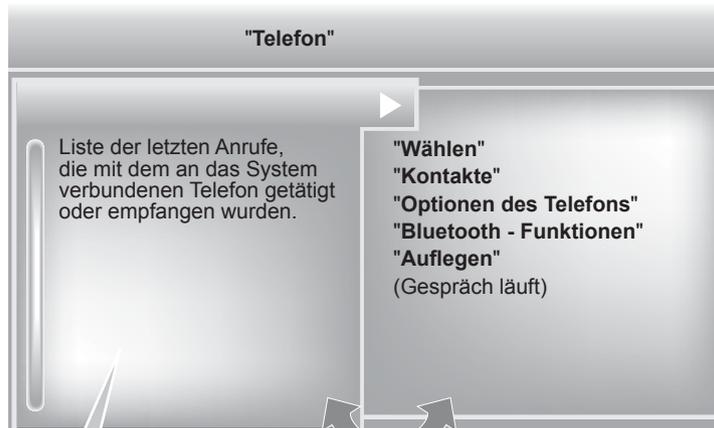 "Telefon"
Liste der letzten Anrufe,
die mit dem an das System
verbundenen Telefon getätigt
oder empfangen wurden.
"Wählen"
"Kontakte"
"Optionen des Telefons"
"Bluetooth - Funktionen"
"Auflegen"
(Gespräch läuft)